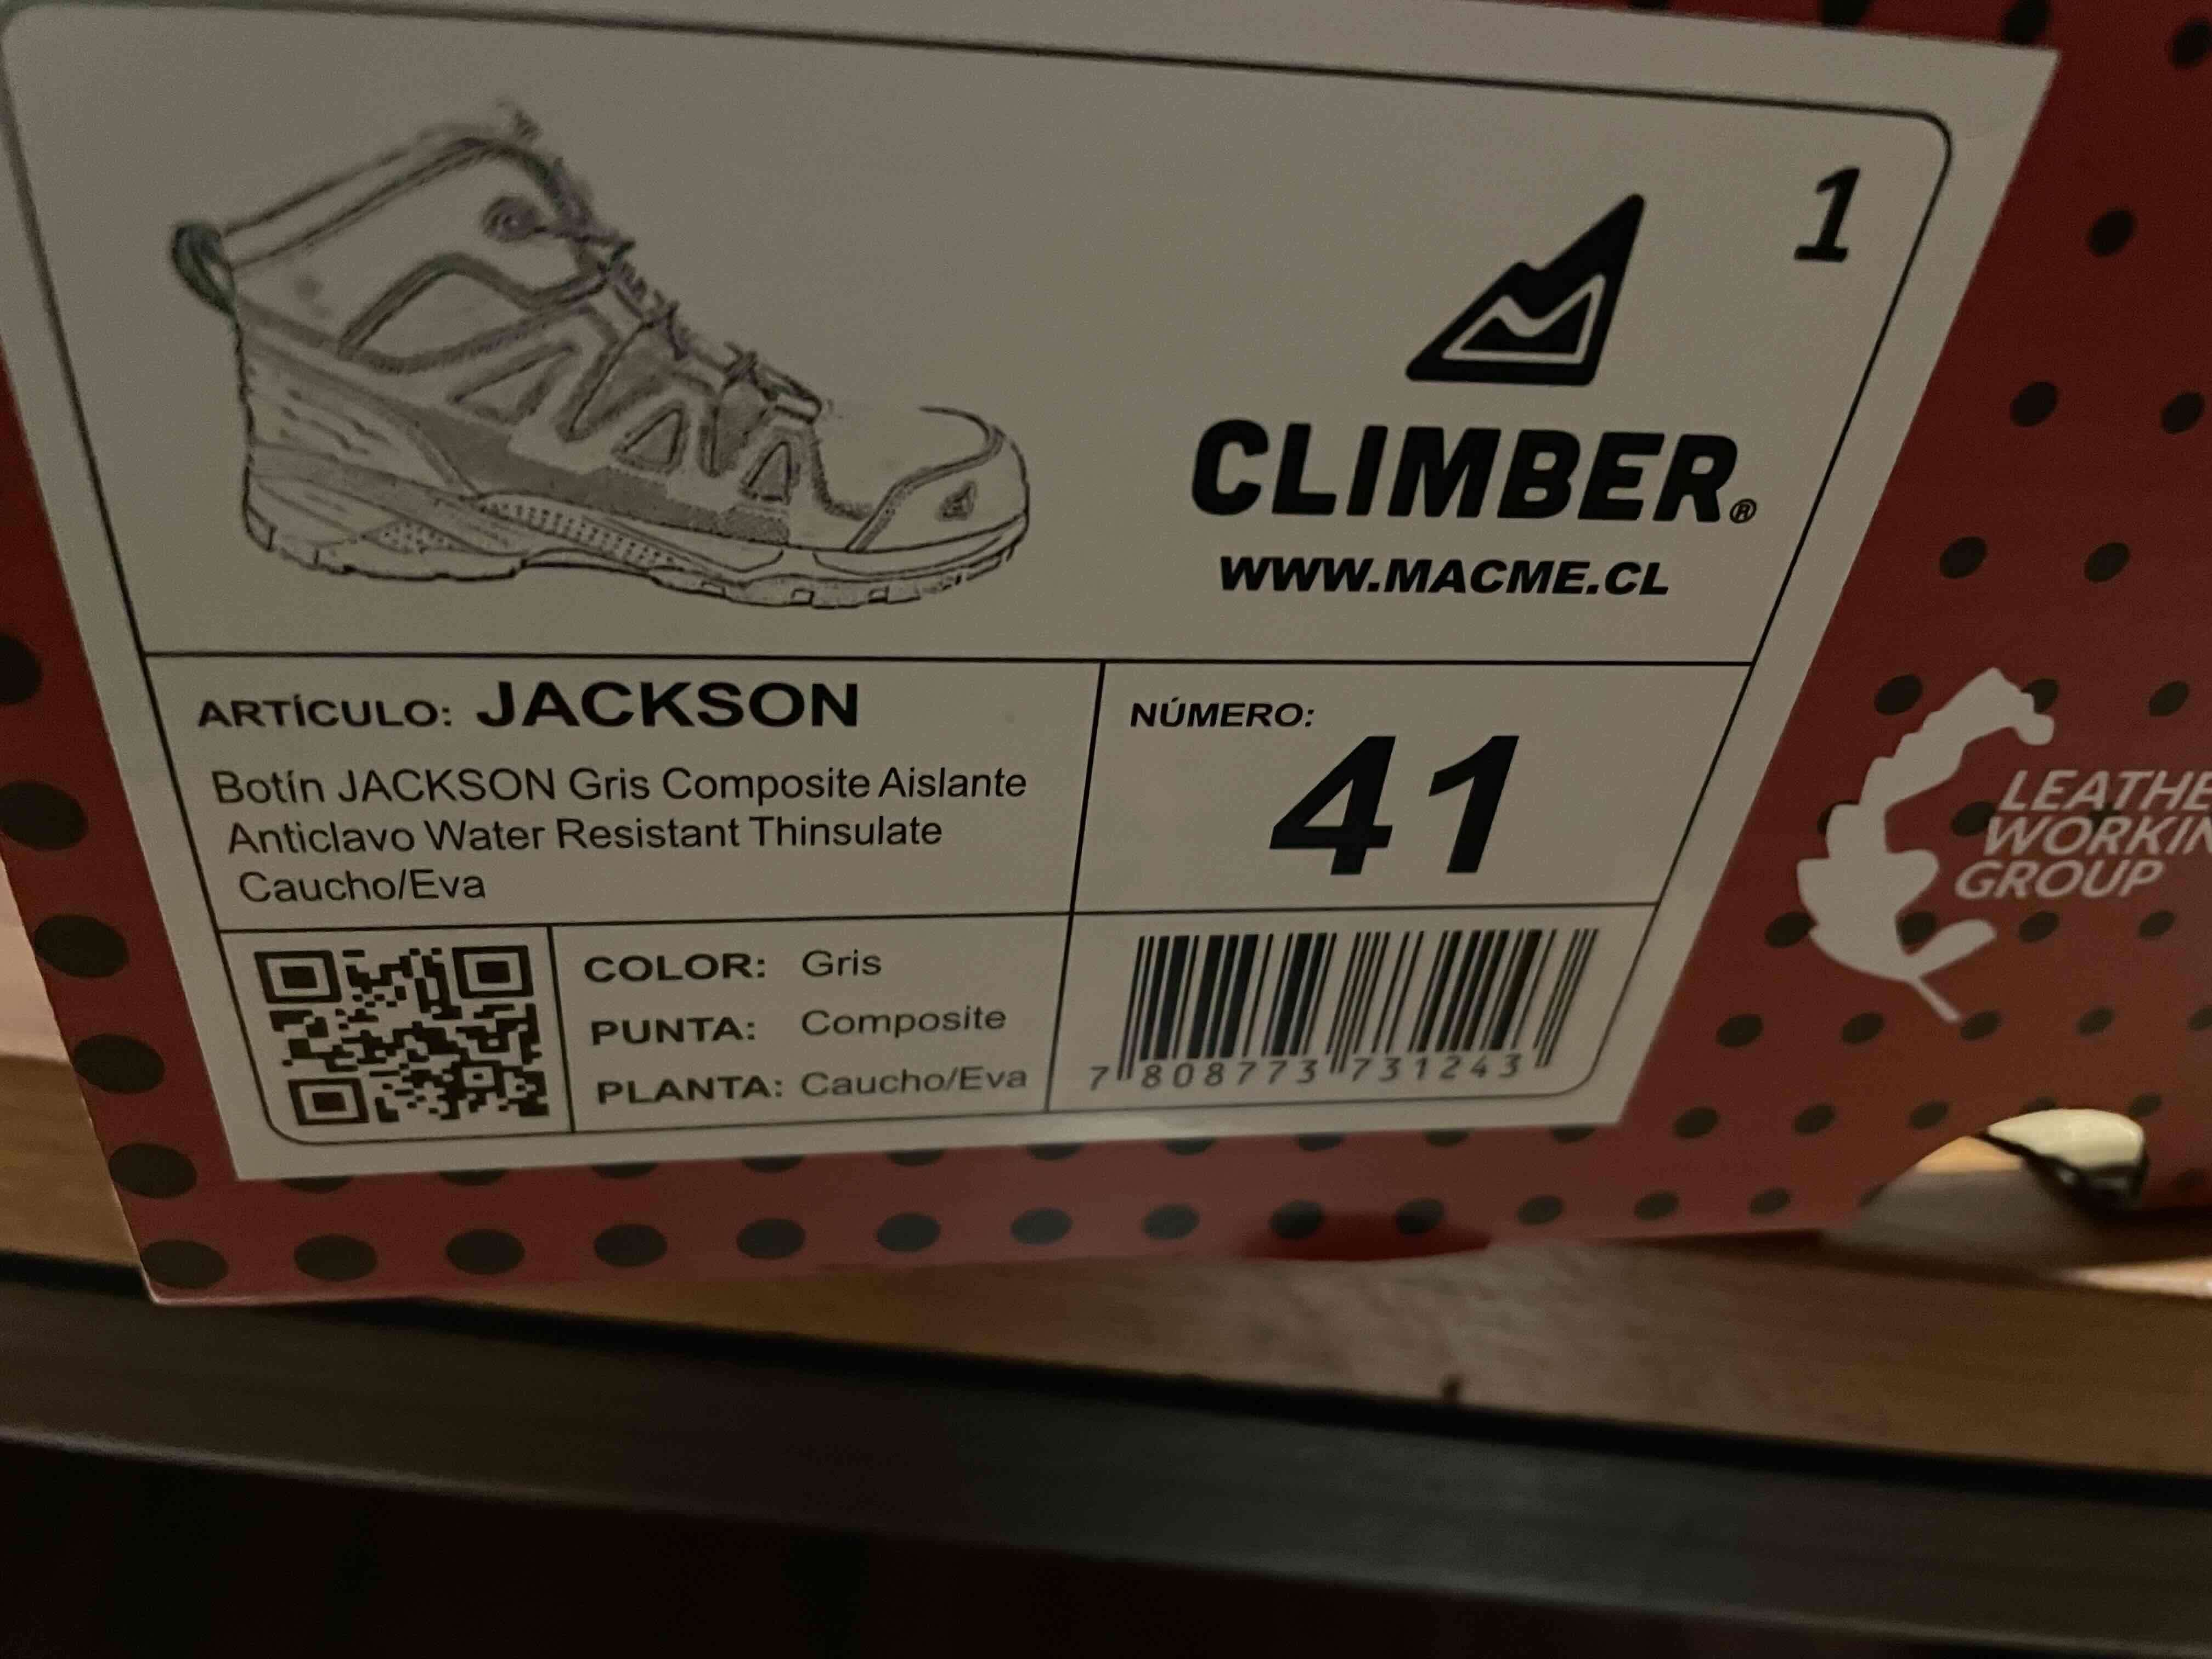 1
CLIMBER®
WWW.MACME.CL
ARTÍCULO: JACKSON
Botín JACKSON Gris Composite Aislante
Anticlavo Water Resistant Thinsulate
Caucho/Eva
NÚMERO:
41
COLOR: Gris
PUNTA: Composite
PLANTA: Caucho/Eva
7 808773 731243
LEATHE
WORKIN
GROUP